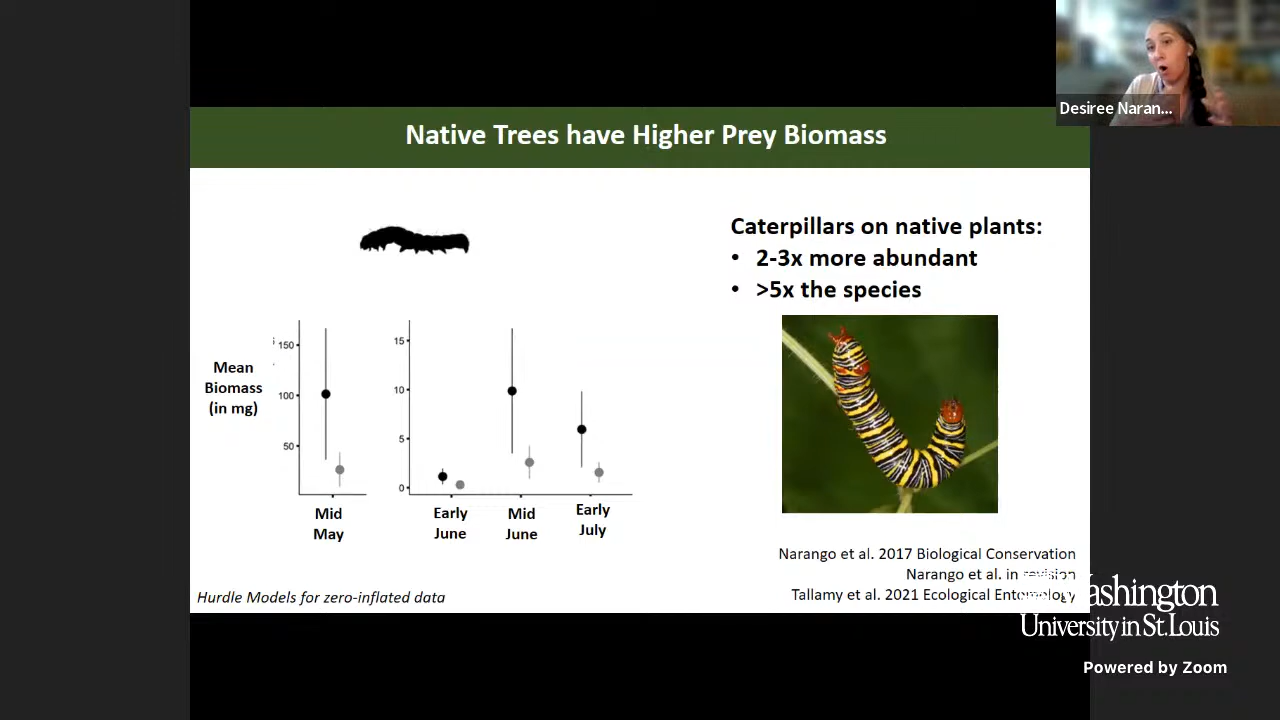 Desiree Naran...
Native Trees have Higher Prey Biomass
Caterpillars on native plants:
• 2-3x more abundant
• >5x the species
Mean
Biomass
(in mg)
150
100
50
15
10
5
0
Mid
May
Early
June
Mid
June
Early
July
Narango et al. 2017 Biological Conservation
Narango et al. in revision
Tallamy et al. 2021 Ecological Entomology
Hurdle Models for zero-inflated data
Washington
University in St. Louis
Powered by Zoom